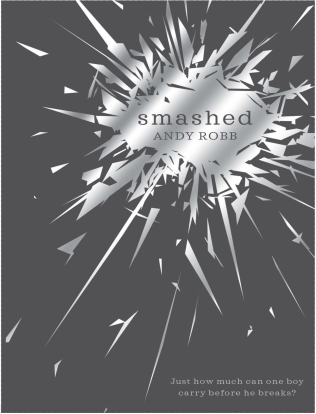 smashed
ANDY ROBB
Just how much can one boy
carry before he breaks?